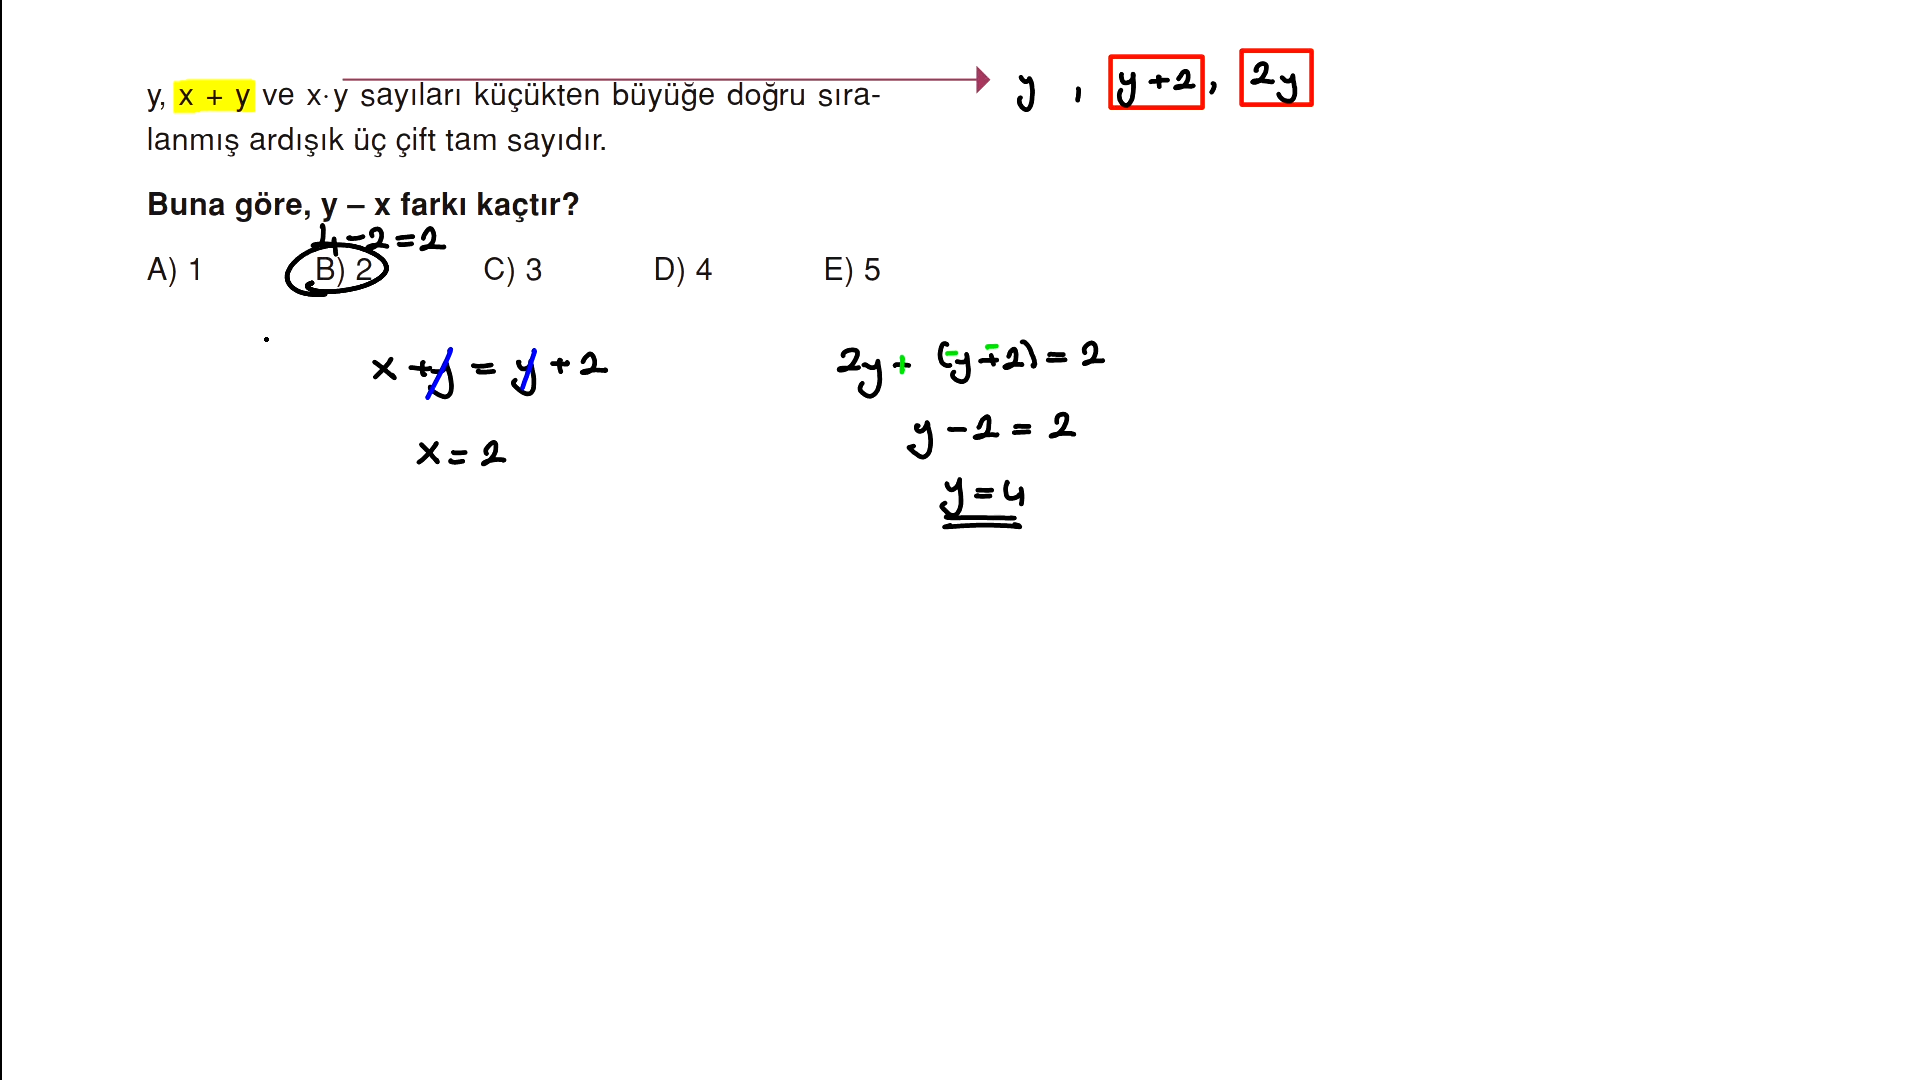 y, x + y ve x·y sayıları küçükten büyüğe doğru sıra-
y , y+2, 2y
lanmış ardışık üç çift tam sayıdır.
Buna göre, y – x farkı kaçtır?
4-2=2
A) 1 B) 2 C) 3 D) 4 E) 5
x+y = y+2
2y + (-y-2) = 2
x = 2
y-2 = 2
y=4